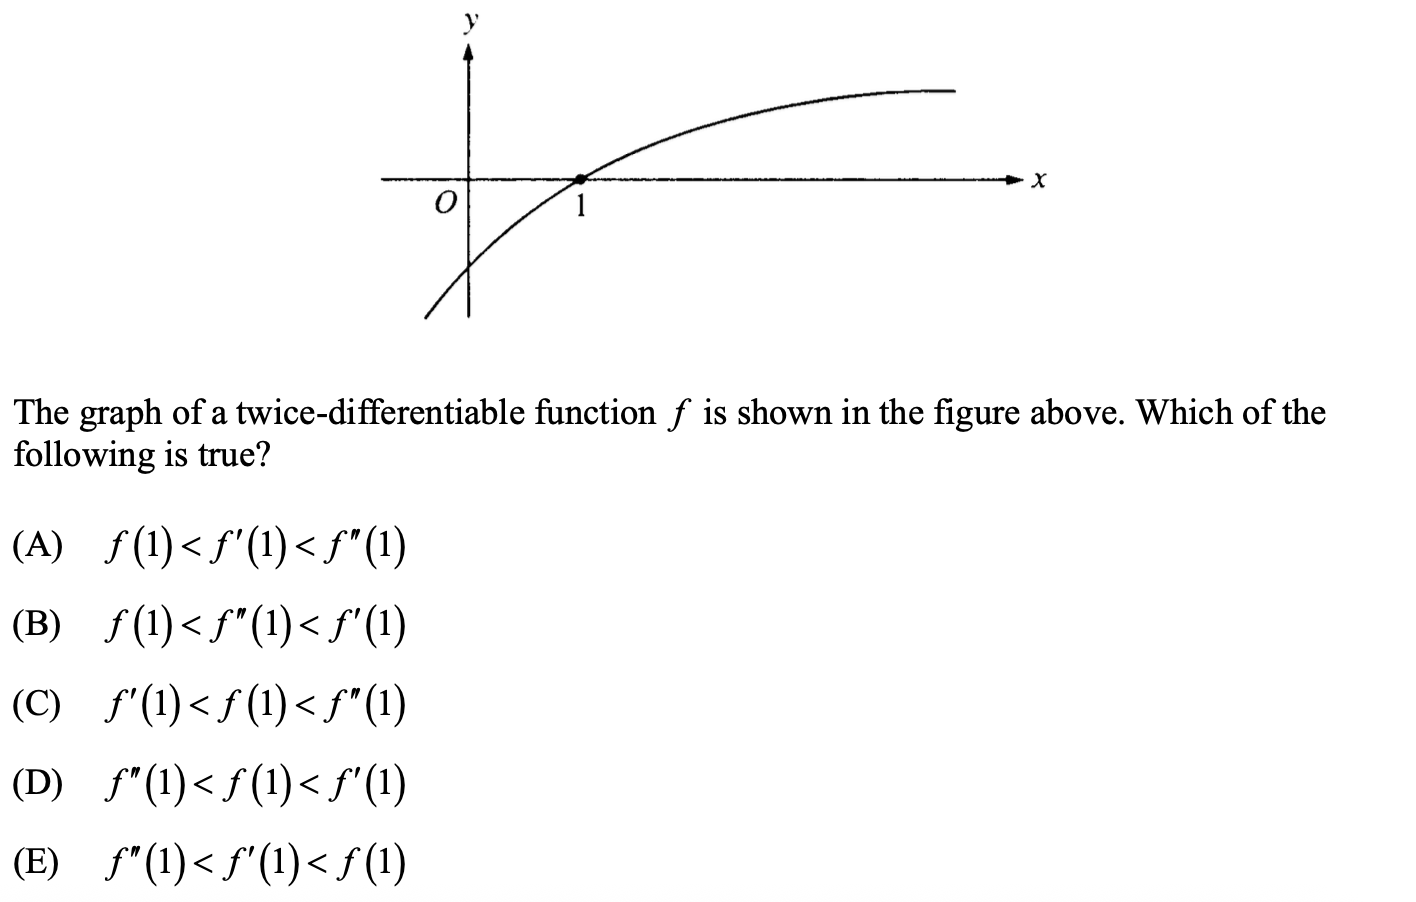 y
x
O
1
The graph of a twice-differentiable function f is shown in the figure above. Which of the
following is true?
(A) f(1)<f′(1)<f″(1)
(B) f(1)<f″(1)<f′(1)
(C) f′(1)<f(1)<f″(1)
(D) f″(1)<f(1)<f′(1)
(E) f″(1)<f′(1)<f(1)